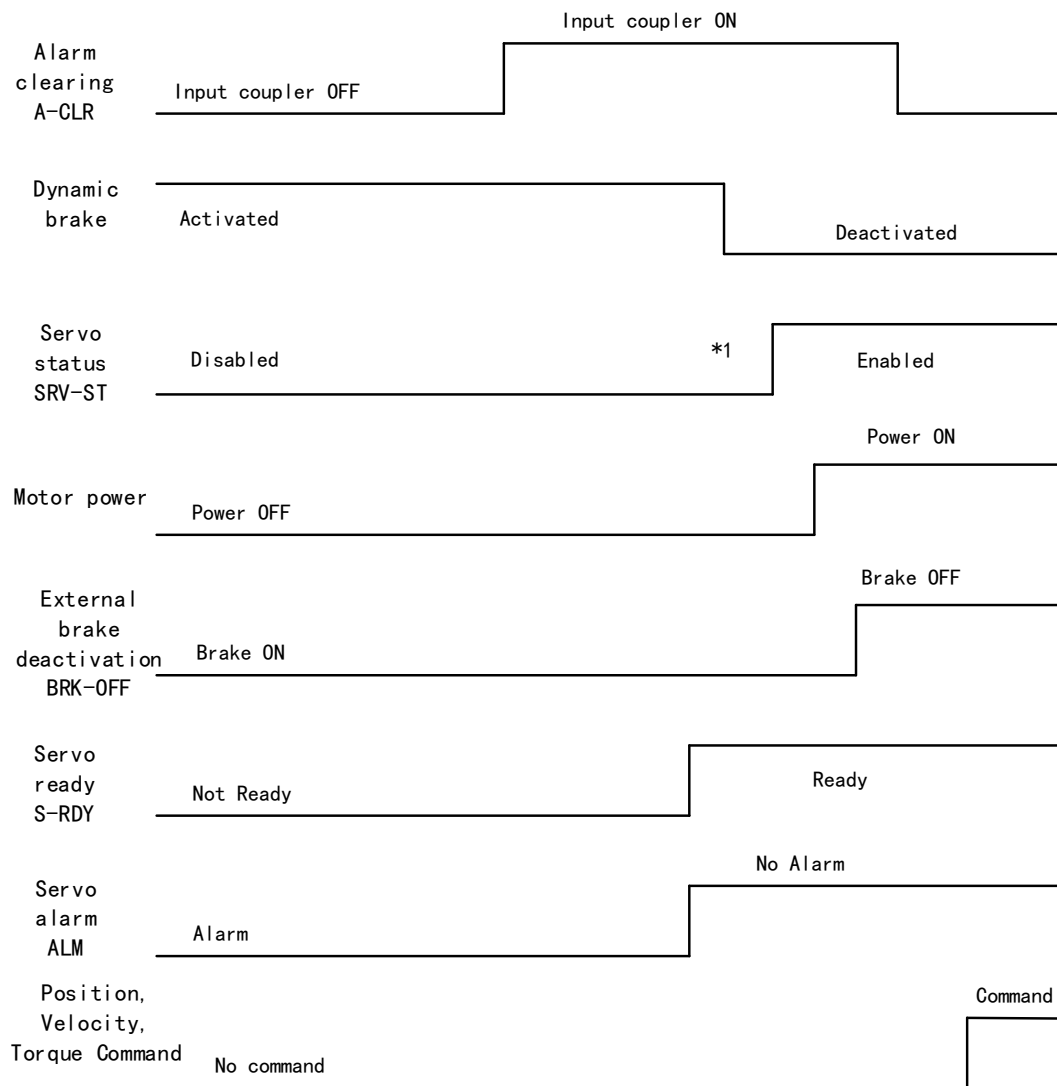 Input coupler ON
Alarm
clearing
A-CLR
Input coupler OFF
Dynamic
brake
Activated
Deactivated
Servo
status
SRV-ST
Disabled
*1
Enabled
Power ON
Motor power
Power OFF
Brake OFF
External
brake
deactivation
BRK-OFF
Brake ON
Servo
ready
S-RDY
Not Ready
Ready
No Alarm
Servo
alarm
ALM
Alarm
Position,
Velocity,
Torque Command
No command
Command